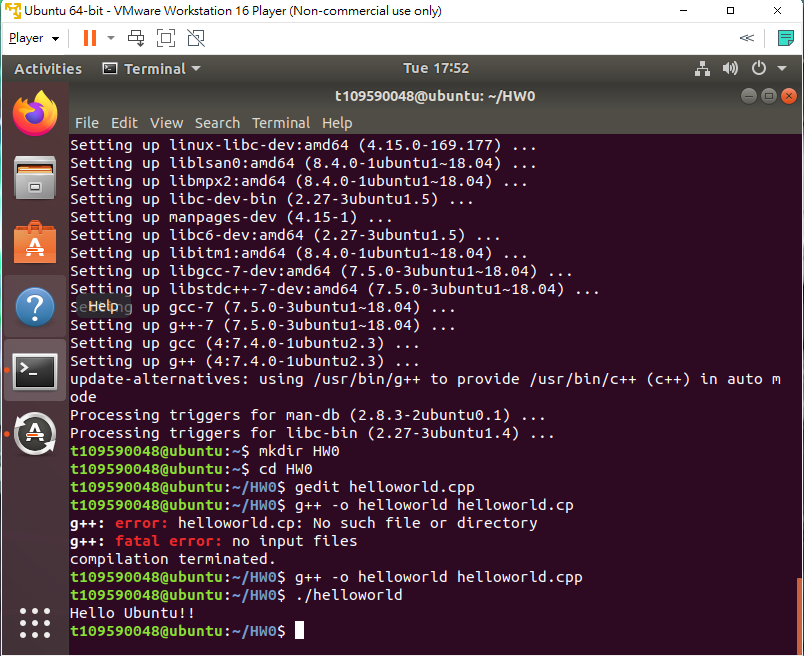 Ubuntu 64-bit - VMware Workstation 16 Player (Non-commercial use only)
Player
Activities Terminal Tue 17:52
t109590048@ubuntu: ~/HW0
File Edit View Search Terminal Help
Setting up linux-libc-dev:amd64 (4.15.0-169.177) ...
Setting up liblsan0:amd64 (8.4.0-1ubuntu1~18.04) ...
Setting up libmpx2:amd64 (8.4.0-1ubuntu1~18.04) ...
Setting up libc-dev-bin (2.27-3ubuntu1.5) ...
Setting up manpages-dev (4.15-1) ...
Setting up libc6-dev:amd64 (2.27-3ubuntu1.5) ...
Setting up libitm1:amd64 (8.4.0-1ubuntu1~18.04) ...
Setting up libgcc-7-dev:amd64 (7.5.0-3ubuntu1~18.04) ...
Setting up libstdc++-7-dev:amd64 (7.5.0-3ubuntu1~18.04) ...
Help
Setting up gcc-7 (7.5.0-3ubuntu1~18.04) ...
Setting up g++-7 (7.5.0-3ubuntu1~18.04) ...
Setting up gcc (4:7.4.0-1ubuntu2.3) ...
Setting up g++ (4:7.4.0-1ubuntu2.3) ...
update-alternatives: using /usr/bin/g++ to provide /usr/bin/c++ (c++) in auto m
ode
Processing triggers for man-db (2.8.3-2ubuntu0.1) ...
Processing triggers for libc-bin (2.27-3ubuntu1.4) ...
t109590048@ubuntu:~$ mkdir HW0
t109590048@ubuntu:~$ cd HW0
t109590048@ubuntu:~/HW0$ gedit helloworld.cpp
t109590048@ubuntu:~/HW0$ g++ -o helloworld helloworld.cp
g++: error: helloworld.cp: No such file or directory
g++: fatal error: no input files
compilation terminated.
t109590048@ubuntu:~/HW0$ g++ -o helloworld helloworld.cpp
t109590048@ubuntu:~/HW0$ ./helloworld
Hello Ubuntu!!
t109590048@ubuntu:~/HW0$